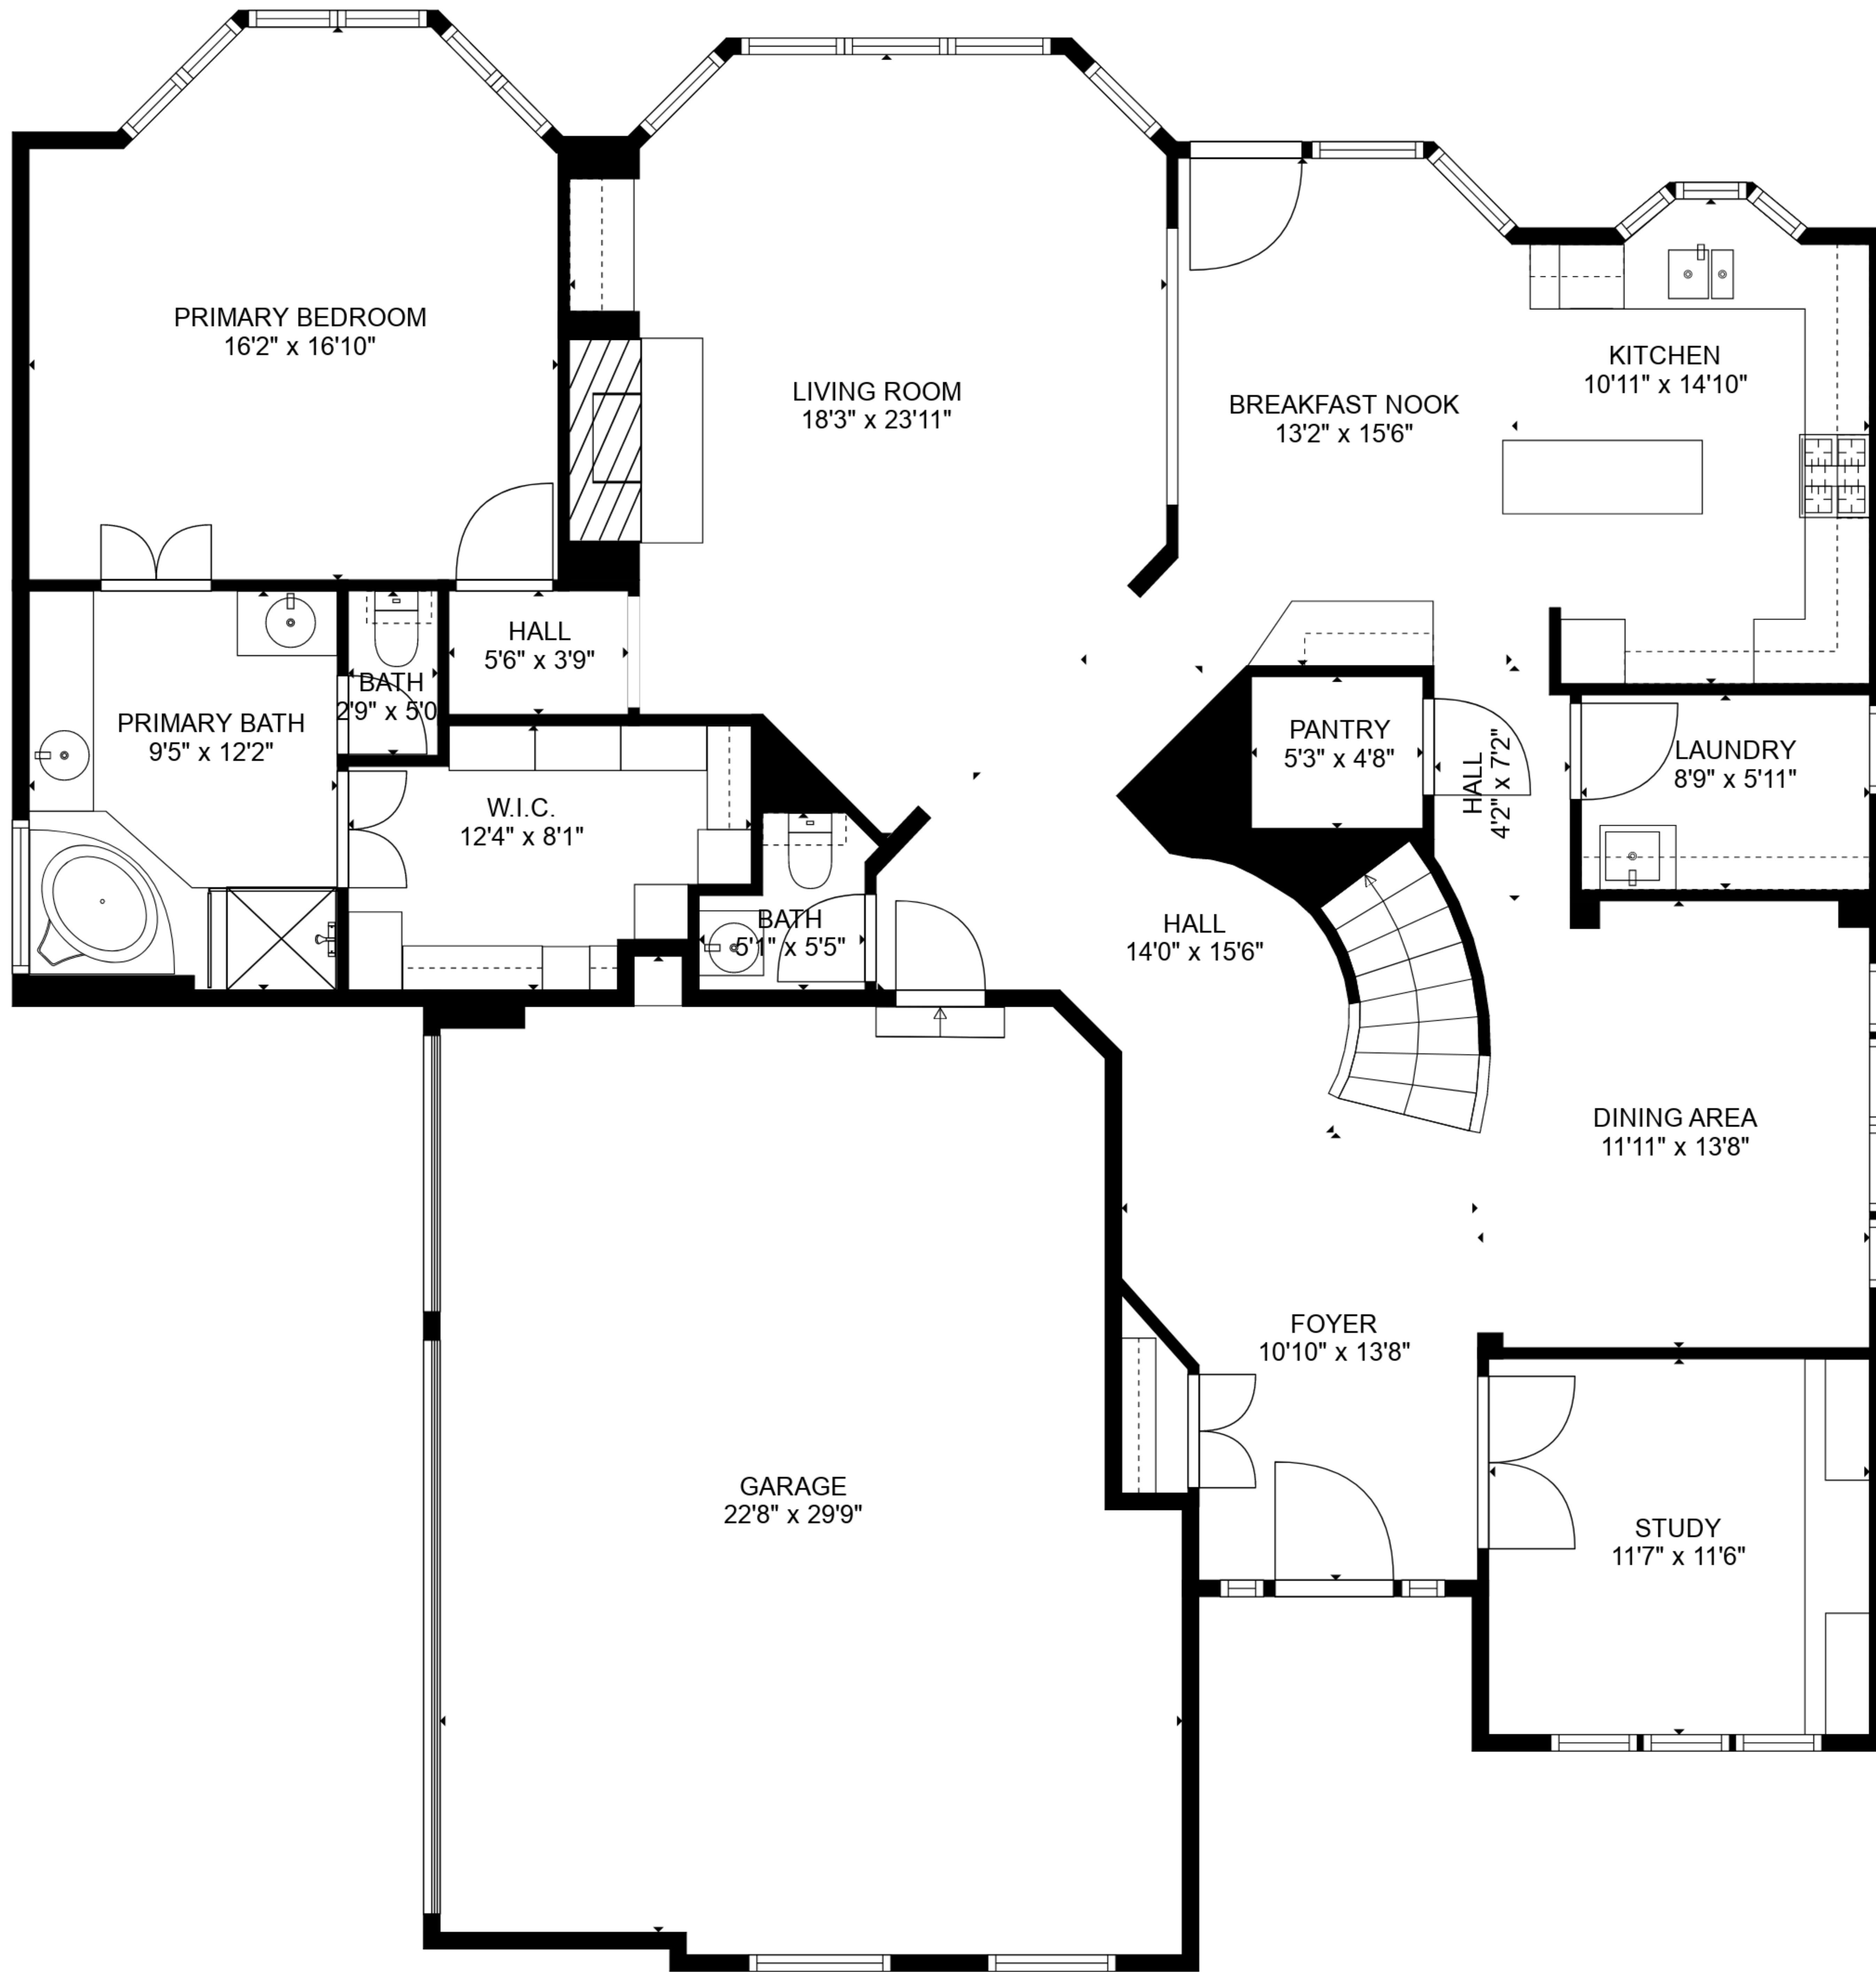 PRIMARY BEDROOM
16'2" x 16'10"
LIVING ROOM
18'3" x 23'11"
BREAKFAST NOOK
13'2" x 15'6"
KITCHEN
10'11" x 14'10"
HALL
5'6" x 3'9"
BATH
2'9" x 5'0
PRIMARY BATH
9'5" x 12'2"
W.I.C.
12'4" x 8'1"
PANTRY
5'3" x 4'8"
HALL
4'2" x 7'2"
LAUNDRY
8'9" x 5'11"
BATH
5'1" x 5'5"
HALL
14'0" x 15'6"
DINING AREA
11'11" x 13'8"
FOYER
10'10" x 13'8"
GARAGE
22'8" x 29'9"
STUDY
11'7" x 11'6"